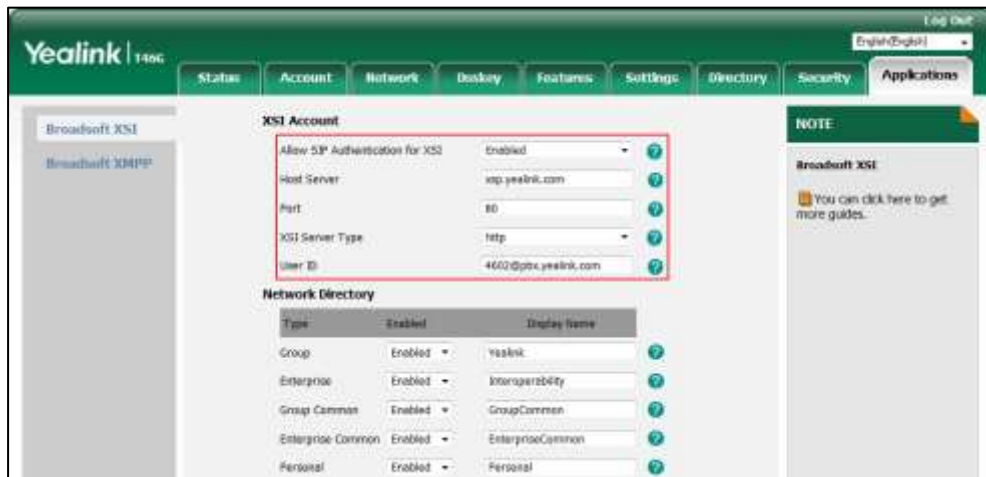 Log Out
Yealink T46G
English(English)
Status Account Network Dsskey Features Settings Directory Security Applications
Broadsoft XSI
Broadsoft XMPP
XSI Account
Allow SIP Authentication for XSI Enabled
Host Server xsp.yealink.com
Port 80
XSI Server Type http
User ID 4602@pbx.yealink.com
Network Directory
Type Enabled Display Name
Group Enabled Yealink
Enterprise Enabled Interoperability
Group Common Enabled GroupCommon
Enterprise Common Enabled EnterpriseCommon
Personal Enabled Personal
NOTE
Broadsoft XSI
You can click here to get
more guides.